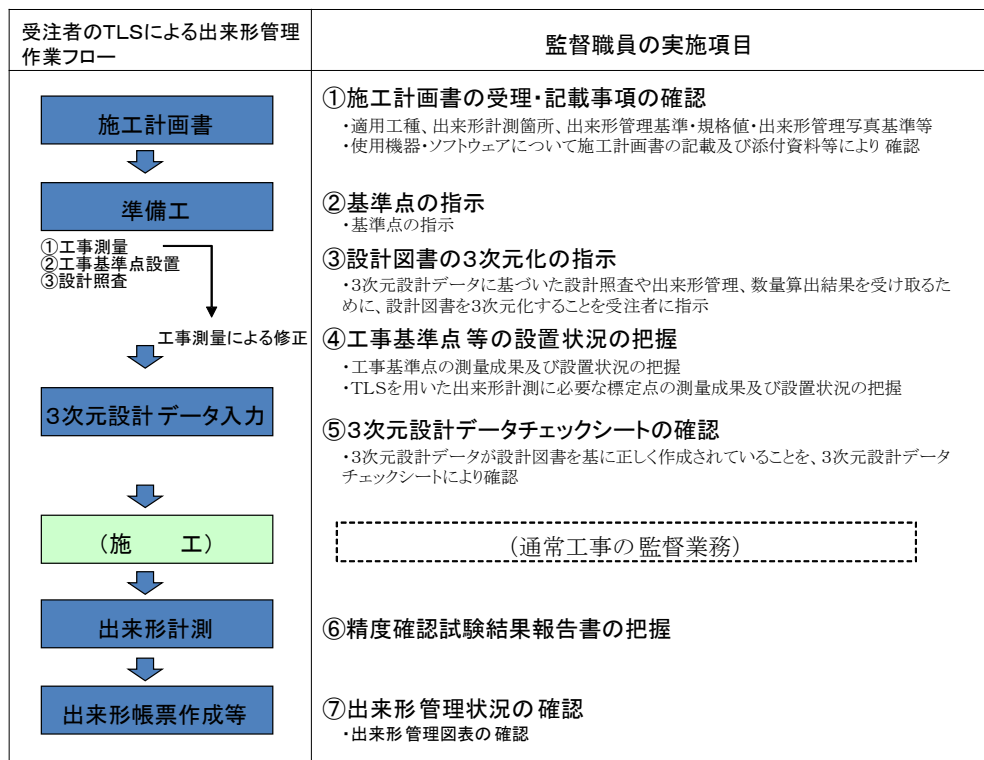 受注者のTLSによる出来形管理
作業フロー
監督職員の実施項目
施工計画書
準備工
①工事測量
②工事基準点設置
③設計照査
工事測量による修正
3次元設計データ入力
(施　工)
出来形計測
出来形帳票作成等
①施工計画書の受理・記載事項の確認
・適用工種、出来形計測箇所、出来形管理基準・規格値・出来形管理写真基準等
・使用機器・ソフトウェアについて施工計画書の記載及び添付資料等により確認
②基準点の指示
・基準点の指示
③設計図書の3次元化の指示
・3次元設計データに基づいた設計照査や出来形管理、数量算出結果を受け取るた
めに、設計図書を3次元化することを受注者に指示
④工事基準点等の設置状況の把握
・工事基準点の測量成果及び設置状況の把握
・TLSを用いた出来形計測に必要な標定点の測量成果及び設置状況の把握
⑤3次元設計データチェックシートの確認
・3次元設計データが設計図書を基に正しく作成されていることを、3次元設計データ
チェックシートにより確認
(通常工事の監督業務)
⑥精度確認試験結果報告書の把握
⑦出来形管理状況の確認
・出来形管理図表の確認